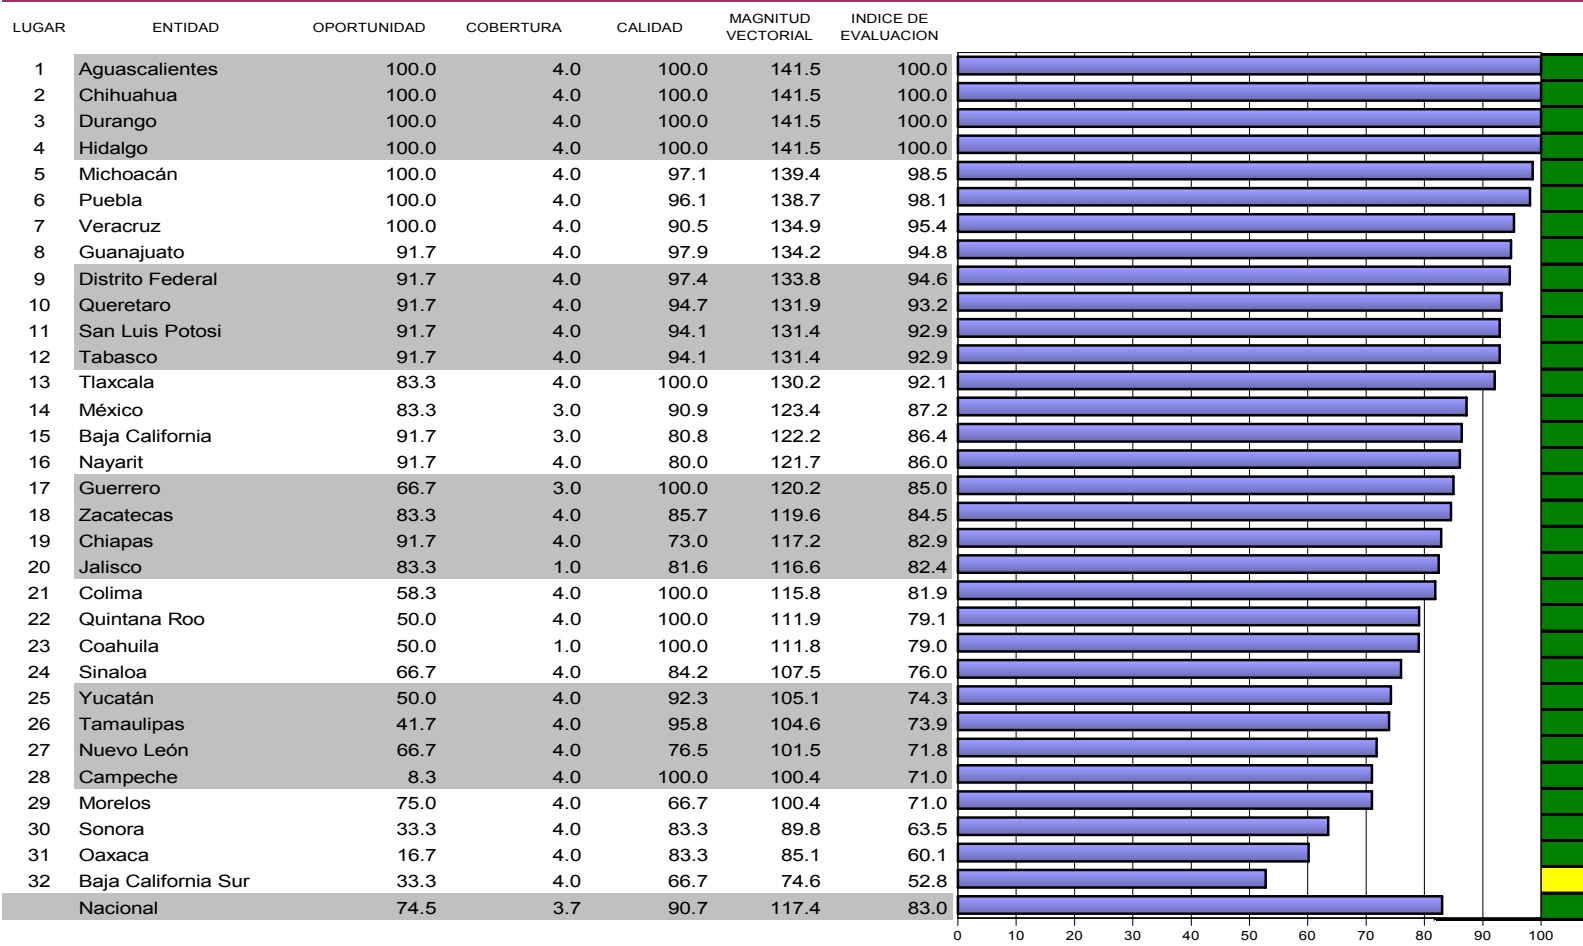 LUGAR ENTIDAD OPORTUNIDAD COBERTURA CALIDAD MAGNITUD VECTORIAL INDICE DE EVALUACION
1 Aguascalientes 100.0 4.0 100.0 141.5 100.0
2 Chihuahua 100.0 4.0 100.0 141.5 100.0
3 Durango 100.0 4.0 100.0 141.5 100.0
4 Hidalgo 100.0 4.0 100.0 141.5 100.0
5 Michoacán 100.0 4.0 97.1 139.4 98.5
6 Puebla 100.0 4.0 96.1 138.7 98.1
7 Veracruz 100.0 4.0 90.5 134.9 95.4
8 Guanajuato 91.7 4.0 97.9 134.2 94.8
9 Distrito Federal 91.7 4.0 97.4 133.8 94.6
10 Queretaro 91.7 4.0 94.7 131.9 93.2
11 San Luis Potosi 91.7 4.0 94.1 131.4 92.9
12 Tabasco 91.7 4.0 94.1 131.4 92.9
13 Tlaxcala 83.3 4.0 100.0 130.2 92.1
14 México 83.3 3.0 90.9 123.4 87.2
15 Baja California 91.7 3.0 80.8 122.2 86.4
16 Nayarit 91.7 4.0 80.0 121.7 86.0
17 Guerrero 66.7 3.0 100.0 120.2 85.0
18 Zacatecas 83.3 4.0 85.7 119.6 84.5
19 Chiapas 91.7 4.0 73.0 117.2 82.9
20 Jalisco 83.3 1.0 81.6 116.6 82.4
21 Colima 58.3 4.0 100.0 115.8 81.9
22 Quintana Roo 50.0 4.0 100.0 111.9 79.1
23 Coahuila 50.0 1.0 100.0 111.8 79.0
24 Sinaloa 66.7 4.0 84.2 107.5 76.0
25 Yucatán 50.0 4.0 92.3 105.1 74.3
26 Tamaulipas 41.7 4.0 95.8 104.6 73.9
27 Nuevo León 66.7 4.0 76.5 101.5 71.8
28 Campeche 8.3 4.0 100.0 100.4 71.0
29 Morelos 75.0 4.0 66.7 100.4 71.0
30 Sonora 33.3 4.0 83.3 89.8 63.5
31 Oaxaca 16.7 4.0 83.3 85.1 60.1
32 Baja California Sur 33.3 4.0 66.7 74.6 52.8
Nacional 74.5 3.7 90.7 117.4 83.0
0 10 20 30 40 50 60 70 80 90 100